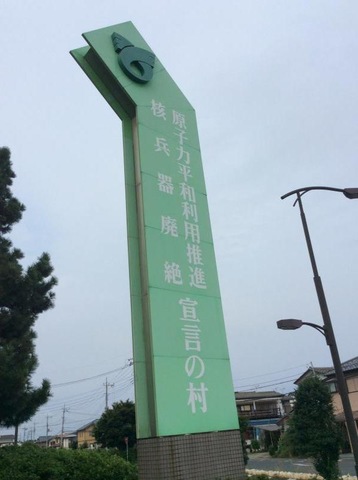 原子力平和利用推進
核兵器廃絶
宣言の村